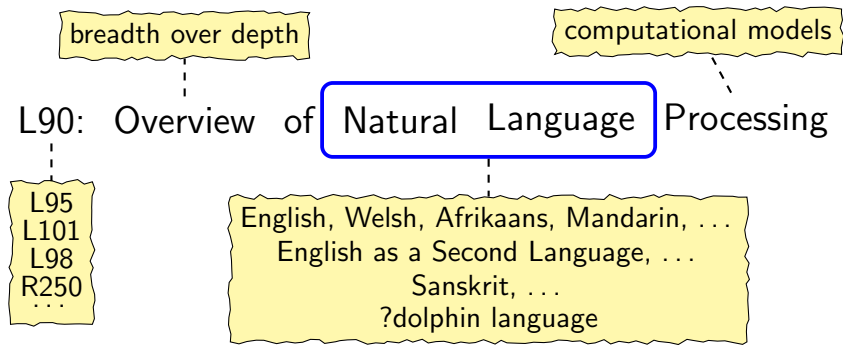 breadth over depth
computational models
L90: Overview of Natural Language Processing
L95
L101
L98
R250
...
English, Welsh, Afrikaans, Mandarin, ...
English as a Second Language, ...
Sanskrit, ...
?dolphin language